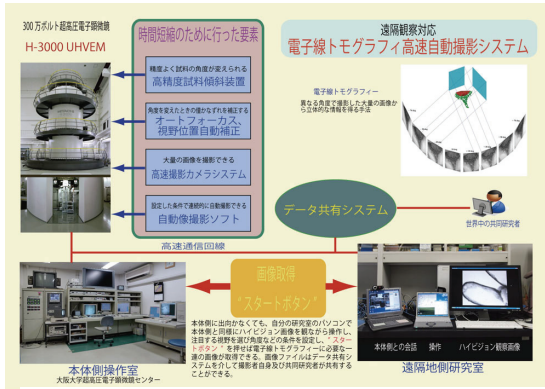 300万ボルト超高圧電子顕微鏡
H-3000 UHVEM
時間短縮のために行った要素
精度よく試料の角度が変えられる
高精度試料傾斜装置
角度を変えたときの僅かなずれを補正する
オートフォーカス、
視野位置自動補正
大量の画像を撮影できる
高速撮影カメラシステム
設定した条件で連続的に自動撮影できる
自動像撮影ソフト
遠隔観察対応
電子線トモグラフィ高速自動撮影システム
電子線トモグラフィー
異なる角度で撮影した大量の画像か
ら立体的な情報を得る手法
データ共有システム
世界中の共同研究者
高速通信回線
画像取得
"スタートボタン"
本体側に出向かなくても、自分の研究室のパソコンで
本体側と同様にハイビジョン画像を観ながら操作し、
注目する視野を選び角度などの条件を設定し、"スタ
ートボタン"を押せば電子線トモグラフィーに必要な一
連の画像が取得できる。画像ファイルはデータ共有シス
テムを介して撮影者自身及び共同研究者が共有する
ことができる。
本体側操作室
大阪大学超高圧電子顕微鏡センター
本体側との会話 操作 ハイビジョン観察画像
遠隔地側研究室